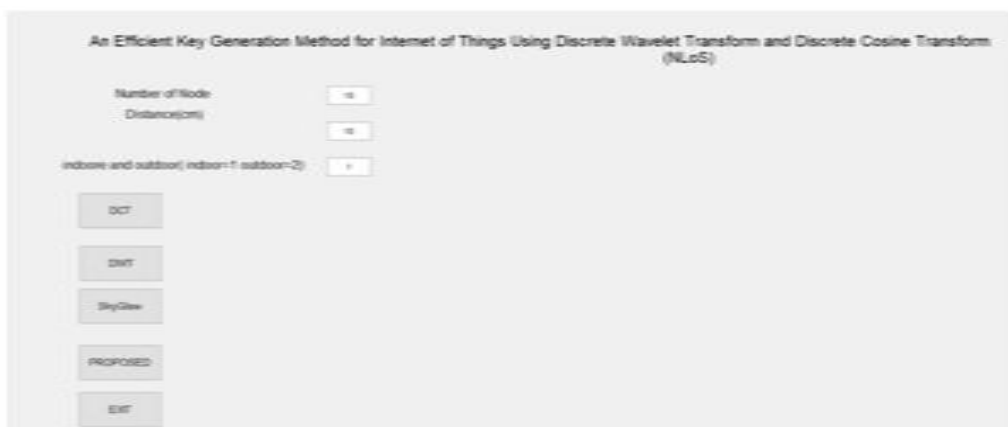 An Efficient Key Generation Method for Internet of Things Using Discrete Wavelet Transform and Discrete Cosine Transform
(NLoS)
Number of Node
Distance(cm)
indoore and outdoor( indoor=1 outdoor=2)
DCT
DWT
PROPOSED
EXIT